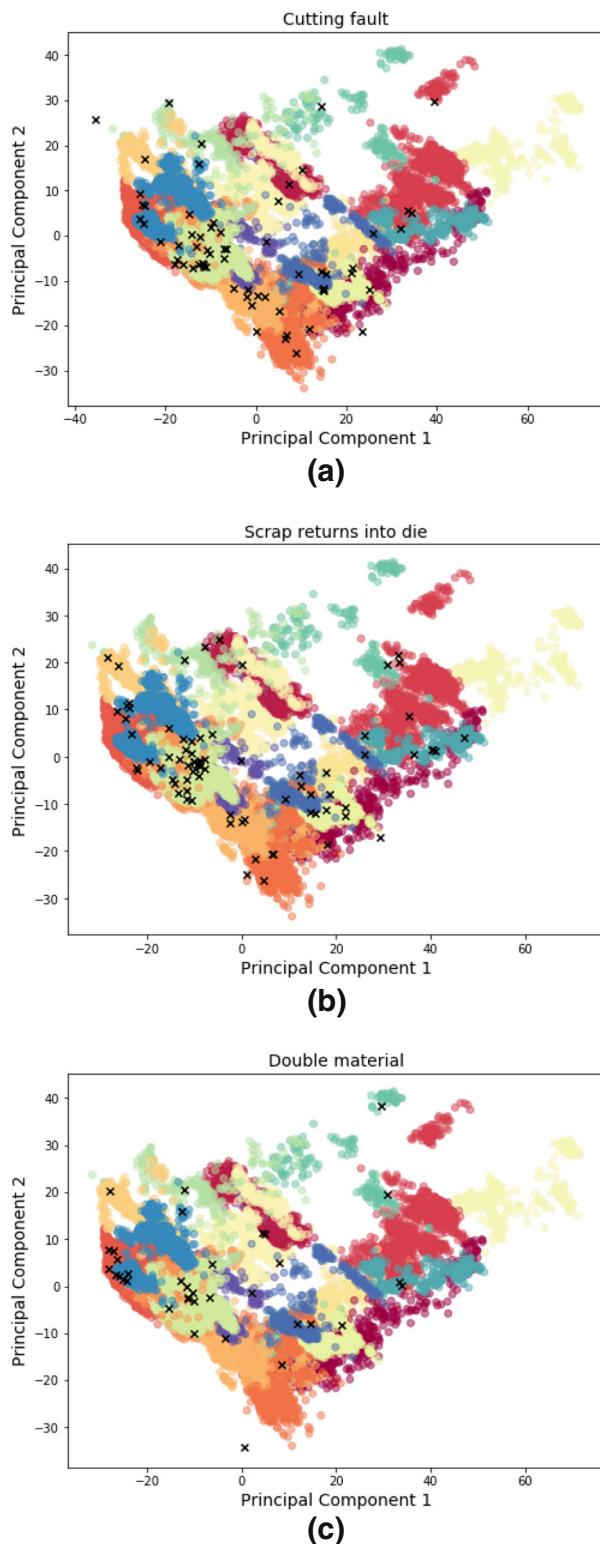 Cutting fault
40
30
20
10
0
−10
−20
−30
Principal Component 2
−40 −20 0 20 40 60
Principal Component 1
(a)
Scrap returns into die
40
30
20
10
0
−10
−20
−30
Principal Component 2
−20 0 20 40 60
Principal Component 1
(b)
Double material
40
30
20
10
0
−10
−20
−30
Principal Component 2
−20 0 20 40 60
Principal Component 1
(c)